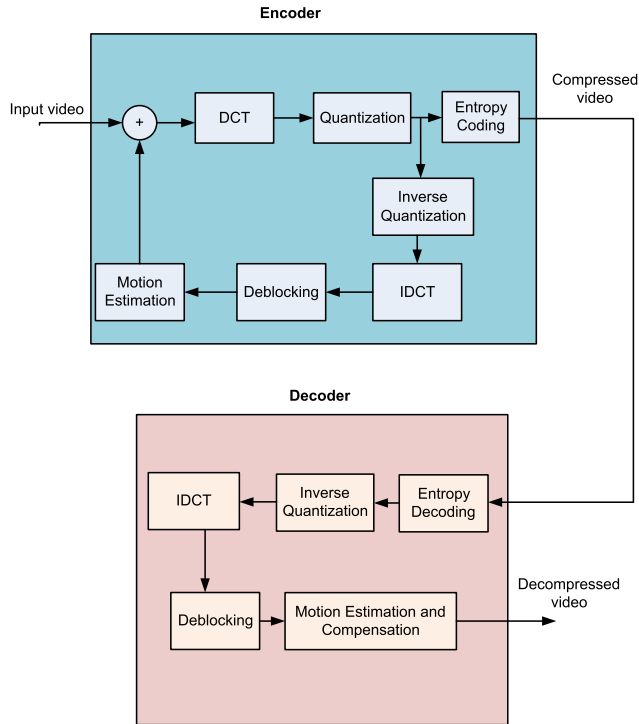 Encoder
Input video
+
DCT
Quantization
Entropy
Coding
Compressed
video
Inverse
Quantization
Motion
Estimation
Deblocking
IDCT
Decoder
IDCT
Inverse
Quantization
Entropy
Decoding
Deblocking
Motion Estimation and
Compensation
Decompressed
video